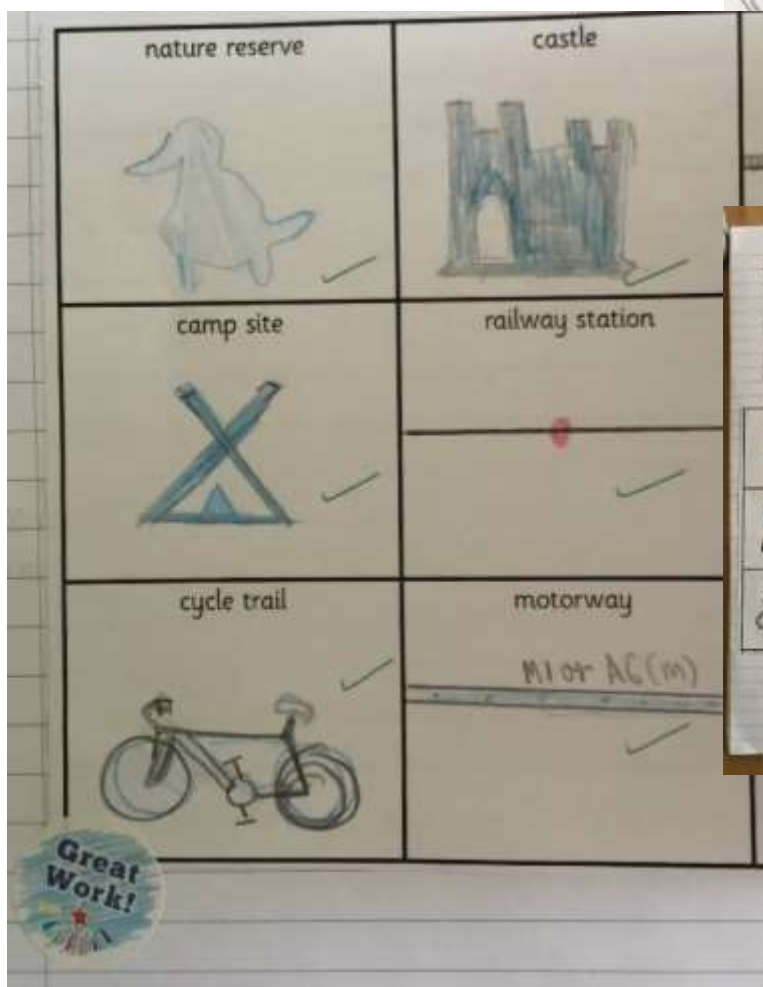 nature reserve
castle
camp site
railway station
cycle trail
motorway
M1 or A6(m)
Great
Work!